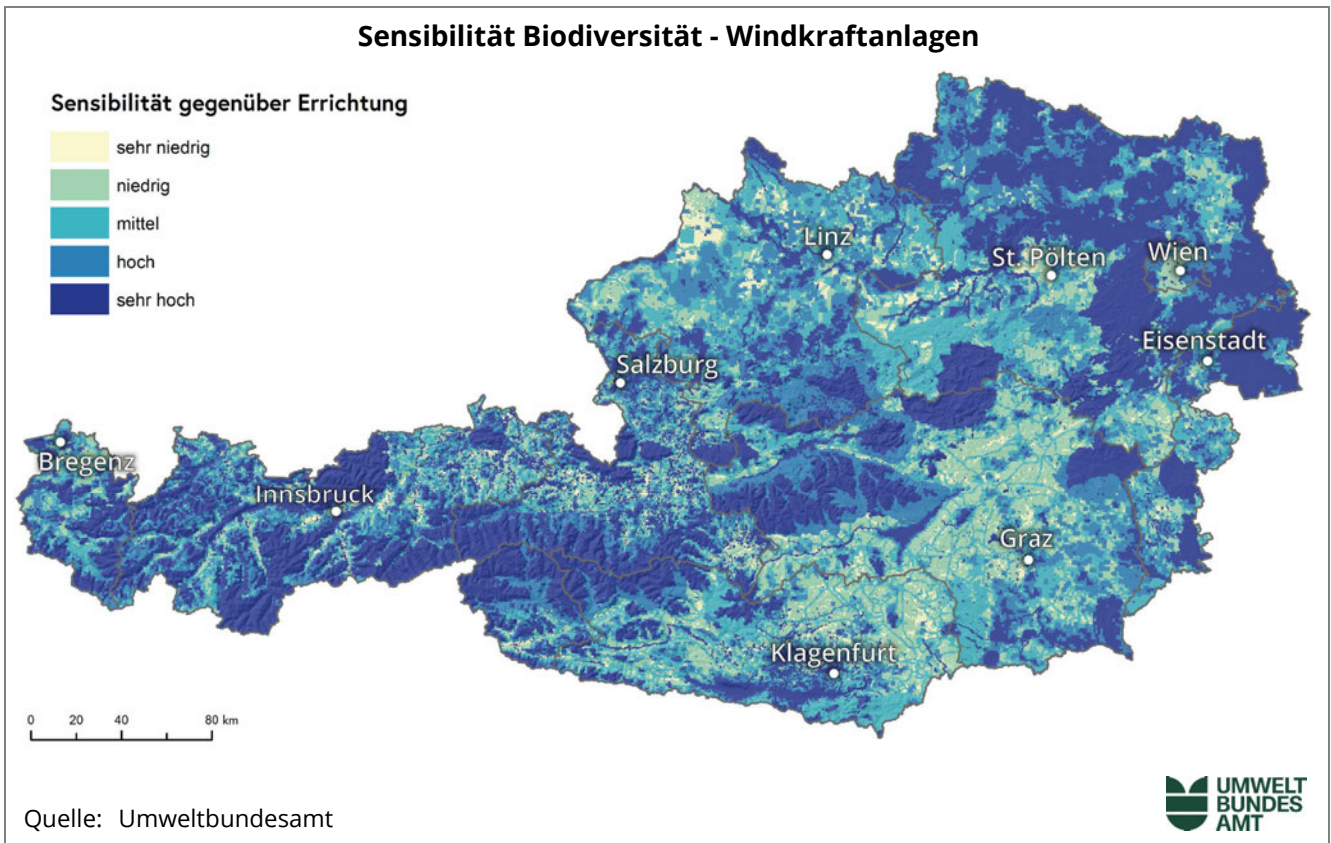 Sensibilität Biodiversität - Windkraftanlagen
Sensibilität gegenüber Errichtung
sehr niedrig
niedrig
mittel
hoch
sehr hoch
Linz
St. Pölten
Wien
Eisenstadt
Salzburg
Bregenz
Innsbruck
Graz
Klagenfurt
0 20 40 80 km
Quelle: Umweltbundesamt
UMWELT
BUNDES
AMT